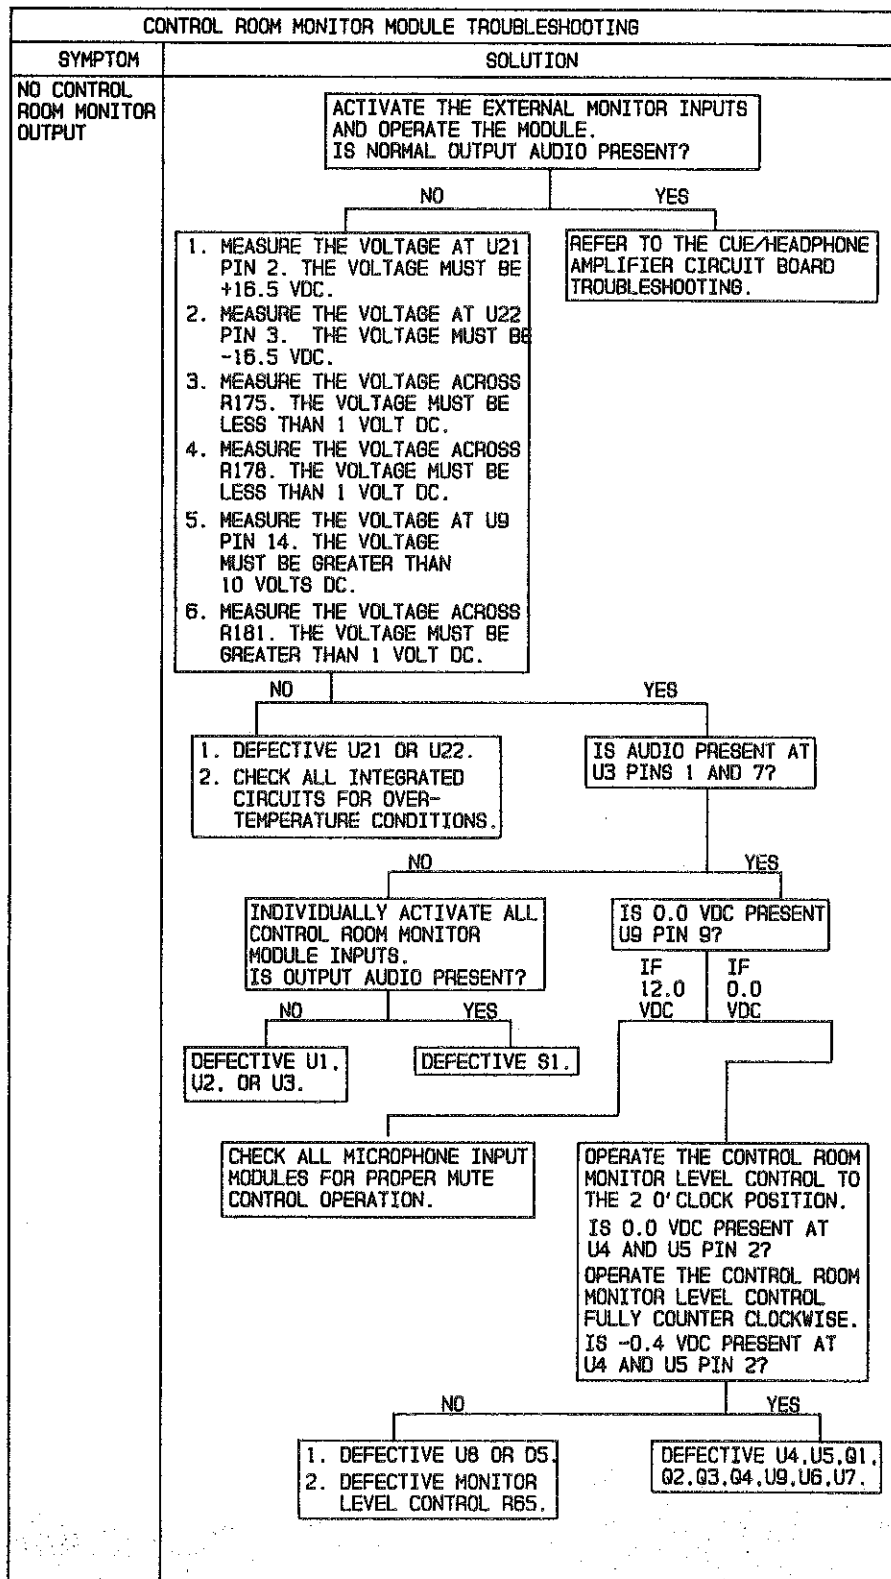 CONTROL ROOM MONITOR MODULE TROUBLESHOOTING
SYMPTOM
SOLUTION
NO CONTROL
ROOM MONITOR
OUTPUT
ACTIVATE THE EXTERNAL MONITOR INPUTS
AND OPERATE THE MODULE.
IS NORMAL OUTPUT AUDIO PRESENT?
NO
YES
1. MEASURE THE VOLTAGE AT U21
PIN 2. THE VOLTAGE MUST BE
+16.5 VDC.
2. MEASURE THE VOLTAGE AT U22
PIN 3. THE VOLTAGE MUST BE
-16.5 VDC.
3. MEASURE THE VOLTAGE ACROSS
R175. THE VOLTAGE MUST BE
LESS THAN 1 VOLT DC.
4. MEASURE THE VOLTAGE ACROSS
R178. THE VOLTAGE MUST BE
LESS THAN 1 VOLT DC.
5. MEASURE THE VOLTAGE AT U9
PIN 14. THE VOLTAGE
MUST BE GREATER THAN
10 VOLTS DC.
6. MEASURE THE VOLTAGE ACROSS
R181. THE VOLTAGE MUST BE
GREATER THAN 1 VOLT DC.
REFER TO THE CUE/HEADPHONE
AMPLIFIER CIRCUIT BOARD
TROUBLESHOOTING.
NO
YES
1. DEFECTIVE U21 OR U22.
2. CHECK ALL INTEGRATED
CIRCUITS FOR OVER-
TEMPERATURE CONDITIONS.
IS AUDIO PRESENT AT
U3 PINS 1 AND 7?
NO
YES
INDIVIDUALLY ACTIVATE ALL
CONTROL ROOM MONITOR
MODULE INPUTS.
IS OUTPUT AUDIO PRESENT?
IS 0.0 VDC PRESENT
U9 PIN 9?
IF
12.0
VDC
IF
0.0
VDC
NO
YES
DEFECTIVE U1,
U2, OR U3.
DEFECTIVE S1.
CHECK ALL MICROPHONE INPUT
MODULES FOR PROPER MUTE
CONTROL OPERATION.
OPERATE THE CONTROL ROOM
MONITOR LEVEL CONTROL TO
THE 2 O'CLOCK POSITION.
IS 0.0 VDC PRESENT AT
U4 AND U5 PIN 2?
OPERATE THE CONTROL ROOM
MONITOR LEVEL CONTROL
FULLY COUNTER CLOCKWISE.
IS -0.4 VDC PRESENT AT
U4 AND U5 PIN 2?
NO
YES
1. DEFECTIVE U8 OR D5.
2. DEFECTIVE MONITOR
LEVEL CONTROL R65.
DEFECTIVE U4,U5,Q1,
Q2,Q3,Q4,U9,U6,U7.